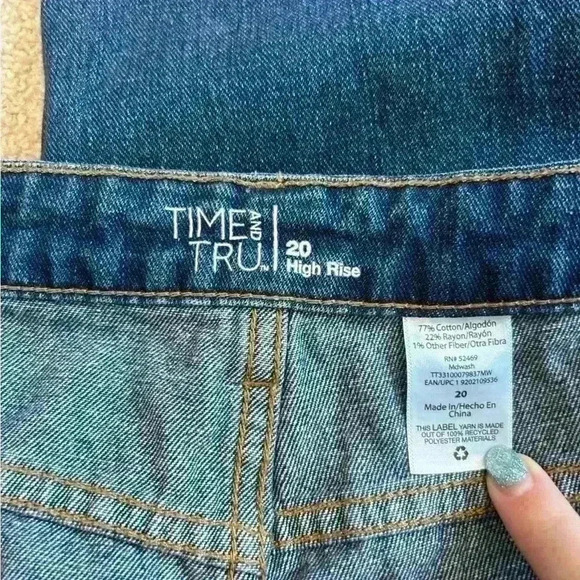 TIME AND
TRU™
20
High Rise
77% Cotton/Algodón
22% Rayon/Rayón
1% Other Fiber/Otra Fibra
RN# 52469
Mdwash
TT33100079837MW
EAN/UPC 1 9202109536
20
Made In/Hecho En
China
THIS LABEL YARN IS MADE
OUT OF 100% RECYCLED
POLYESTER MATERIALS